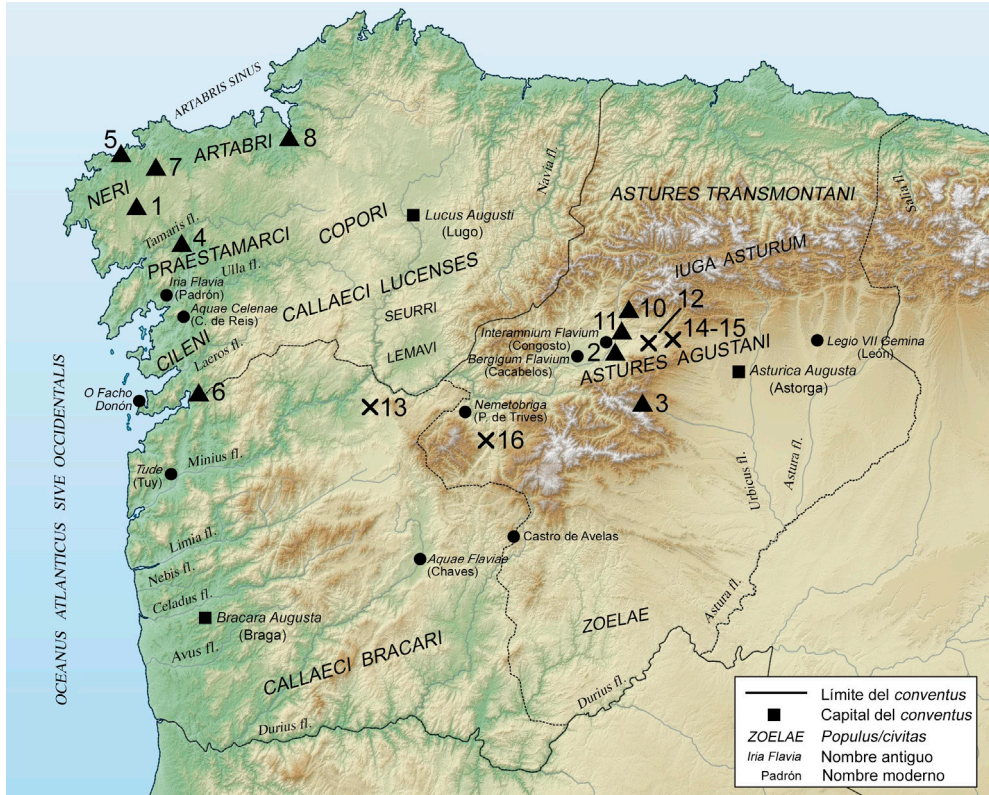 ARTABRIS SINUS
5
ARTABRI
8
7
NERI
1
Tamaris fl.
4
PRAESTAMARCI
COPORI
Lucus Augusti
(Lugo)
Navia fl.
ASTURES TRANSMONTANI
Salia fl.
IUGA ASTURUM
Ulla fl.
Iria Flavia
(Padrón)
Aquae Celenae
(C. de Reis)
CALLAECI LUCENSES
SEURRI
LEMAVI
CILENI
Laeros fl.
10
12
11
14-15
Interamnium Flavium
(Congosto)
2
Bergigum Flavium
(Cacabelos)
ASTURES AGUSTANI
Legio VII Gemina
(León)
Asturica Augusta
(Astorga)
O Facho
Donón
6
13
Nemetobriga
(P. de Trives)
3
16
Tude
(Tuy)
Minius fl.
Urbicus fl.
Astura fl.
OCEANUS ATLANTICUS SIVE OCCIDENTALIS
Limia fl.
Nebis fl.
Celadus fl.
Castro de Avelas
Aquae Flaviae
(Chaves)
Bracara Augusta
(Braga)
Avus fl.
ZOELAE
Astura fl.
CALLAECI BRACARI
Durius fl.
Durius fl.
Límite del conventus
Capital del conventus
ZOELAE Populus/civitas
Iria Flavia Nombre antiguo
Padrón Nombre moderno